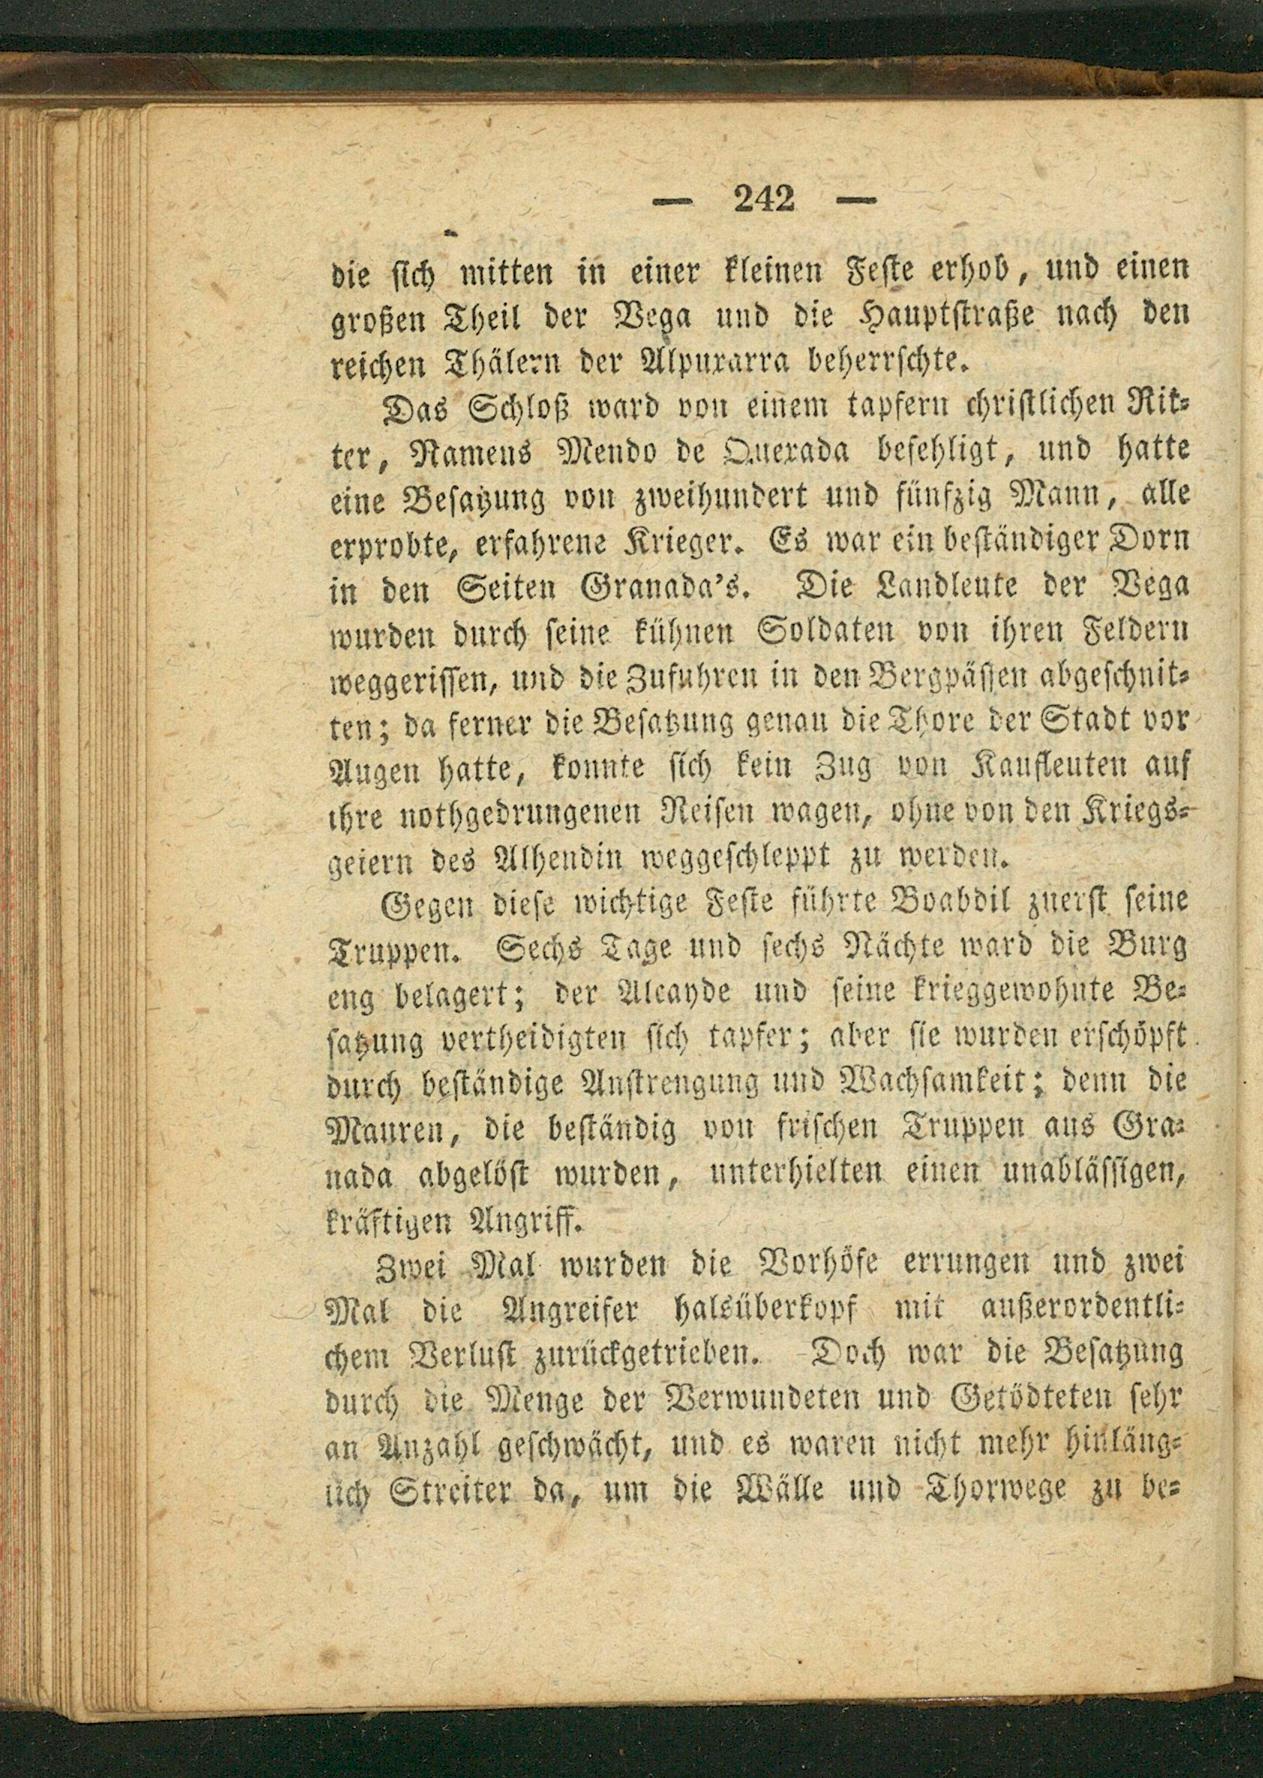 — 242 —
die sich mitten in einer kleinen Feste erhob, und einen
großen Theil der Vega und die Hauptstraße nach den
reichen Thälern der Alpuxarra beherrschte.
Das Schloß ward von einem tapfern christlichen Rit-
ter, Namens Mendo de Quexada befehligt, und hatte
eine Besatzung von zweihundert und fünfzig Mann, alle
erprobte, erfahrene Krieger. Es war ein beständiger Dorn
in den Seiten Granada's. Die Landleute der Vega
wurden durch seine kühnen Soldaten von ihren Feldern
weggerissen, und die Zufuhren in den Bergpässen abgeschnit-
ten; da ferner die Besatzung genau die Thore der Stadt vor
Augen hatte, konnte sich kein Zug von Kaufleuten auf
ihre nothgedrungenen Reisen wagen, ohne von den Kriegs-
geiern des Alhendin weggeschleppt zu werden.
Gegen diese wichtige Feste führte Boabdil zuerst seine
Truppen. Sechs Tage und sechs Nächte ward die Burg
eng belagert; der Alcayde und seine krieggewohnte Be-
satzung vertheidigten sich tapfer; aber sie wurden erschöpft
durch beständige Anstrengung und Wachsamkeit; denn die
Mauren, die beständig von frischen Truppen aus Gra-
nada abgelöst wurden, unterhielten einen unablässigen,
kräftigen Angriff.
Zwei Mal wurden die Vorhöfe errungen und zwei
Mal die Angreifer halsüberkopf mit außerordentli-
chem Verlust zurückgetrieben. Doch war die Besatzung
durch die Menge der Verwundeten und Getödteten sehr
an Anzahl geschwächt, und es waren nicht mehr hinläng-
lich Streiter da, um die Wälle und Thorwege zu be-